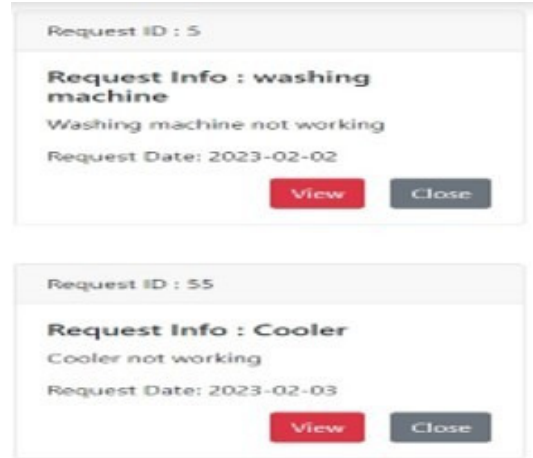 Request ID : 5
Request Info : washing
machine
Washing machine not working
Request Date: 2023-02-02
View Close
Request ID : 55
Request Info : Cooler
Cooler not working
Request Date: 2023-02-03
View Close